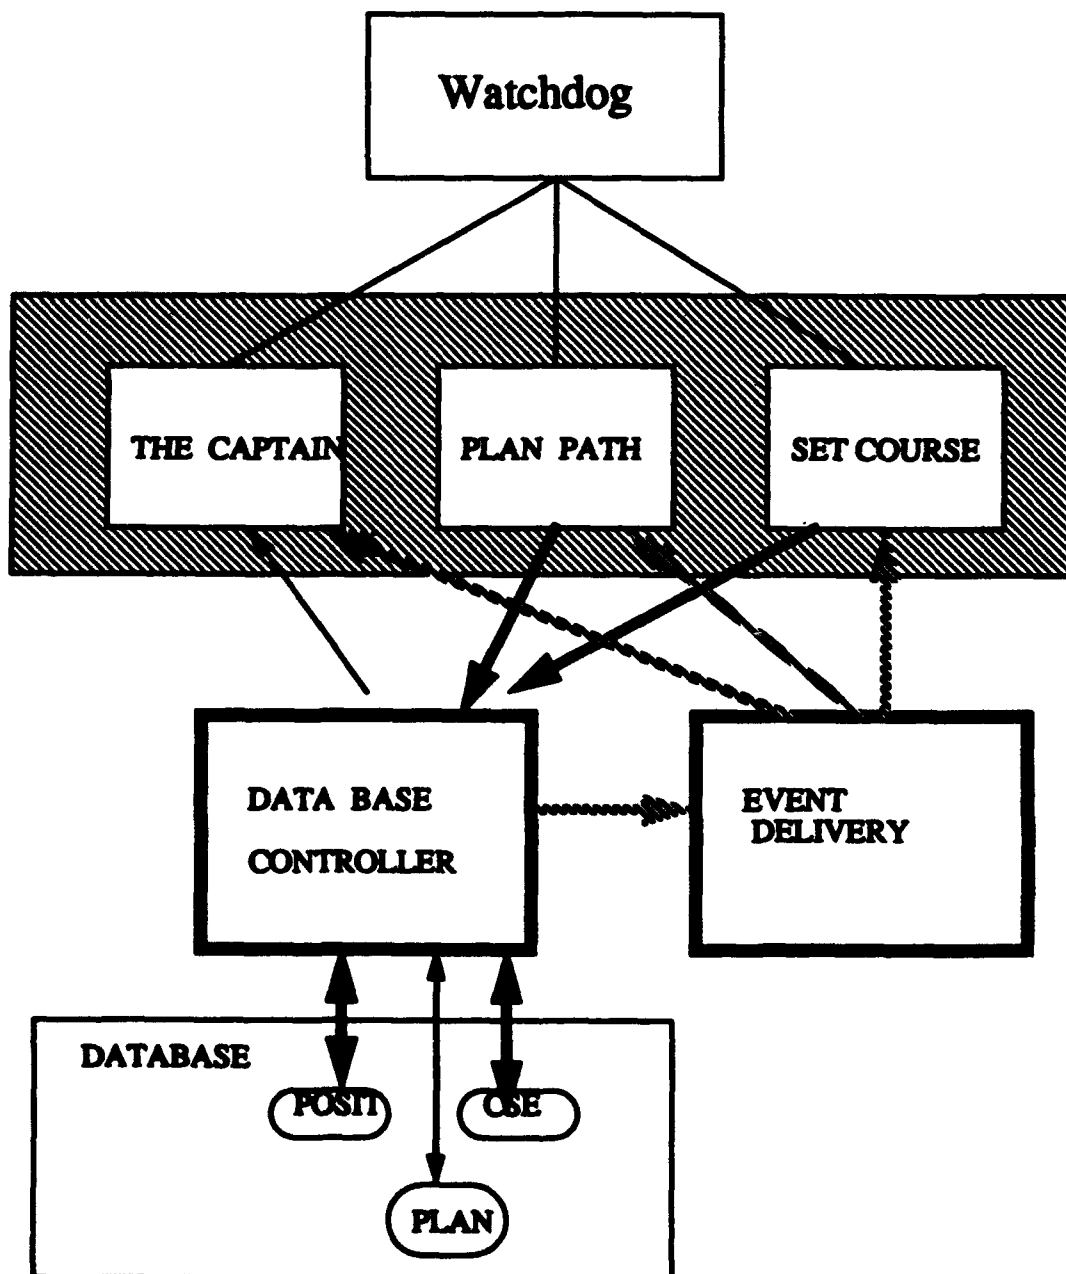 Watchdog
THE CAPTAIN
PLAN PATH
SET COURSE
DATA BASE
CONTROLLER
EVENT
DELIVERY
DATABASE
POSIT
CSE
PLAN